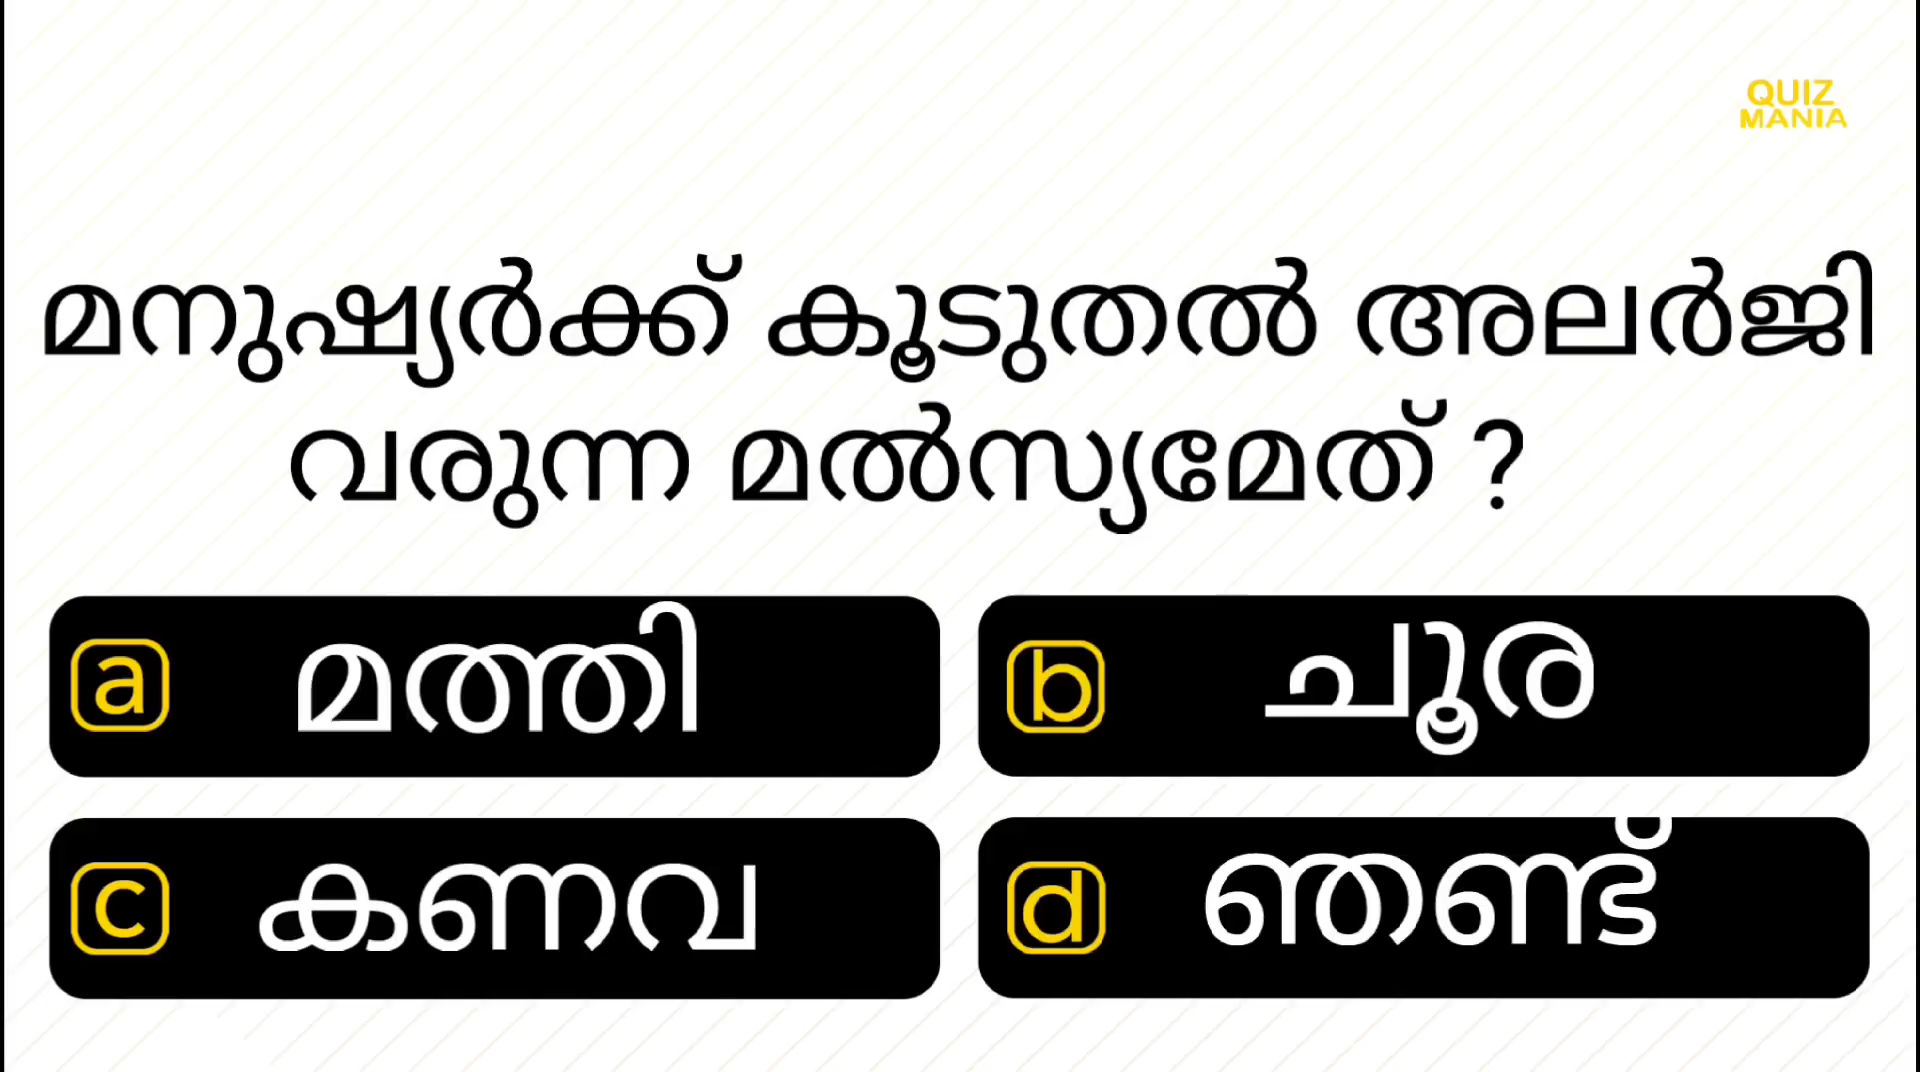 QUIZ
MANIA
മനുഷ്യർക്ക് കൂടുതൽ അലർജി
വരുന്ന മൽസ്യമേത് ?
a മത്തി
b ചൂര
c കണവ
d ഞണ്ട്